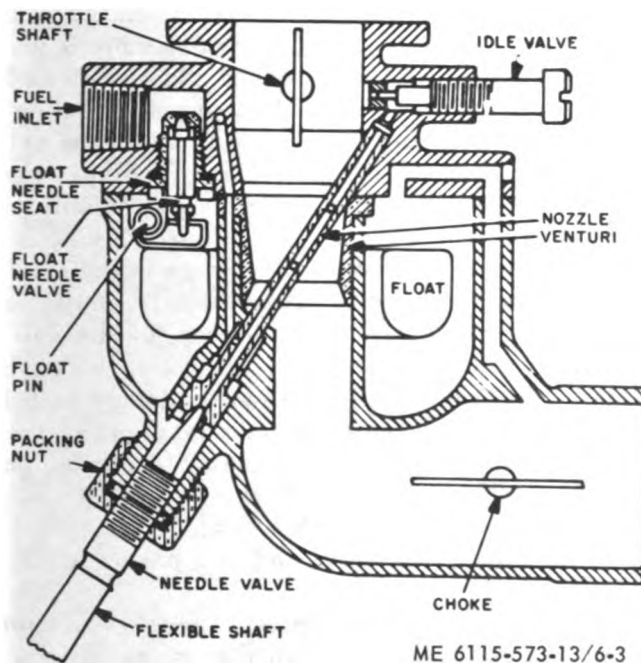 THROTTLE
SHAFT
IDLE VALVE
FUEL
INLET
FLOAT
NEEDLE
SEAT
FLOAT
NEEDLE
VALVE
FLOAT
PIN
NOZZLE
VENTURI
FLOAT
PACKING
NUT
NEEDLE VALVE
FLEXIBLE SHAFT
CHOKE
ME 6115-573-13/6-3